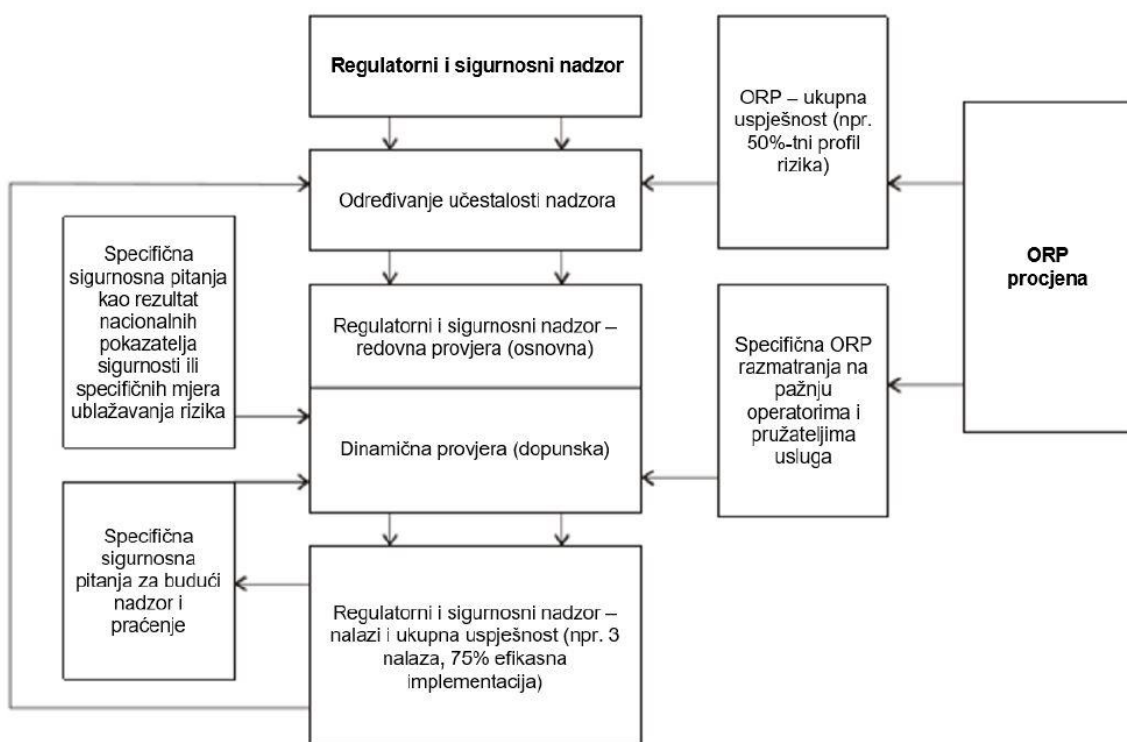 Regulatorni i sigurnosni nadzor
ORP – ukupna
uspješnost (npr.
50%-tni profil
rizika)
ORP
procjena
Određivanje učestalosti nadzora
Specifična
sigurnosna pitanja
kao rezultat
nacionalnih
pokazatelja
sigurnosti ili
specifičnih mjera
ublažavanja rizika
Regulatorni i sigurnosni nadzor –
redovna provjera (osnovna)
Specifična ORP
razmatranja na
pažnju
operatorima i
pružateljima
usluga
Dinamična provjera (dopunska)
Specifična
sigurnosna
pitanja za budući
nadzor i
praćenje
Regulatorni i sigurnosni nadzor –
nalazi i ukupna uspješnost (npr. 3
nalaza, 75% efikasna
implementacija)